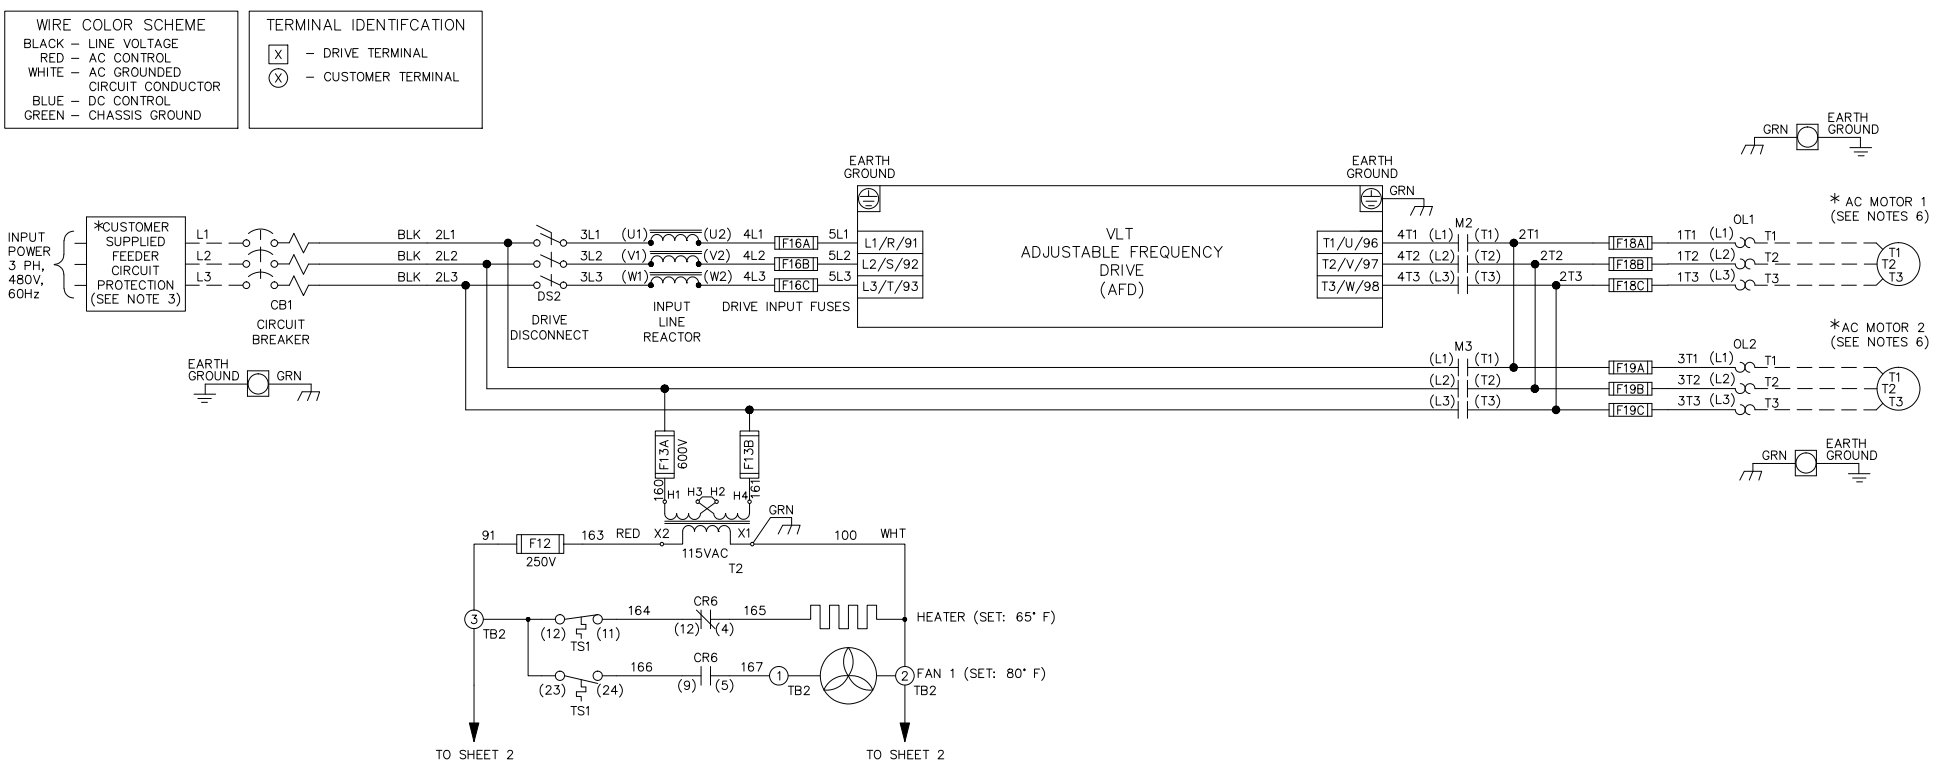 WIRE COLOR SCHEME
BLACK – LINE VOLTAGE
RED – AC CONTROL
WHITE – AC GROUNDED
CIRCUIT CONDUCTOR
BLUE – DC CONTROL
GREEN – CHASSIS GROUND
TERMINAL IDENTIFCATION
X – DRIVE TERMINAL
X – CUSTOMER TERMINAL
INPUT
POWER
3 PH,
480V,
60Hz
*CUSTOMER
SUPPLIED
FEEDER
CIRCUIT
PROTECTION
(SEE NOTE 3)
L1
L2
L3
CB1
CIRCUIT
BREAKER
BLK 2L1
BLK 2L2
BLK 2L3
DS2
DRIVE
DISCONNECT
3L1 (U1) (U2) 4L1 F16A 5L1
3L2 (V1) (V2) 4L2 F16B 5L2
3L3 (W1) (W2) 4L3 F16C 5L3
INPUT
LINE
REACTOR
DRIVE INPUT FUSES
EARTH
GROUND
L1/R/91
L2/S/92
L3/T/93
VLT
ADJUSTABLE FREQUENCY
DRIVE
(AFD)
EARTH
GROUND
GRN
T1/U/96
T2/V/97
T3/W/98
M2
4T1 (L1) (T1) 2T1
4T2 (L2) (T2) 2T2
4T3 (L3) (T3) 2T3
OL1
F18A 1T1 (L1) T1
F18B 1T2 (L2) T2
F18C 1T3 (L3) T3
GRN
EARTH
GROUND
* AC MOTOR 1
(SEE NOTES 6)
T1
T2
T3
M3
(L1) (T1)
(L2) (T2)
(L3) (T3)
OL2
F19A 3T1 (L1) T1
F19B 3T2 (L2) T2
F19C 3T3 (L3) T3
*AC MOTOR 2
(SEE NOTES 6)
T1
T2
T3
GRN
EARTH
GROUND
EARTH
GROUND
GRN
F13A
600V
F13B
160
161
H1 H3 H2 H4
GRN
91 F12 163 RED X2 X1 100 WHT
250V
115VAC
T2
3
TB2
(12) (11)
TS1
164
CR6
(12) (4)
165
HEATER (SET: 65° F)
(23) (24)
TS1
166
CR6
(9) (5)
167
1
TB2
2
TB2
FAN 1 (SET: 80° F)
TO SHEET 2
TO SHEET 2